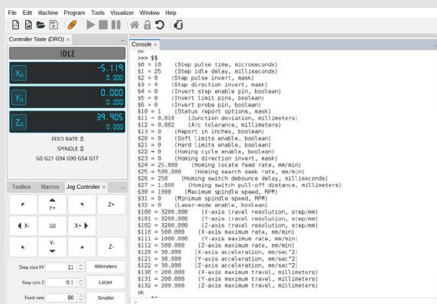 File Edit Machine Program Tools Visualizer Window Help
Controller State (DRO)
IDLE
X0 -5.119
0.000
Y0 0.000
0.000
Z0 39.905
0.000
FEED RATE 0
SPINDLE 0
G0 G21 G94 G90 G54 G17
Toolbox Macros Jog Controller
Y+ Z+
X- X+
Y- Z-
Step size XY 11 Millimeters
Step size Z 0.1 Larger
Feed rate 80 Smaller
Console
ok
>>> $$
$0 = 10 (Step pulse time, microseconds)
$1 = 25 (Step idle delay, milliseconds)
$2 = 0 (Step pulse invert, mask)
$3 = 4 (Step direction invert, mask)
$4 = 0 (Invert step enable pin, boolean)
$5 = 0 (Invert limit pins, boolean)
$6 = 0 (Invert probe pin, boolean)
$10 = 1 (Status report options, mask)
$11 = 0.010 (Junction deviation, millimeters)
$12 = 0.002 (Arc tolerance, millimeters)
$13 = 0 (Report in inches, boolean)
$20 = 0 (Soft limits enable, boolean)
$21 = 0 (Hard limits enable, boolean)
$22 = 0 (Homing cycle enable, boolean)
$23 = 0 (Homing direction invert, mask)
$24 = 25.000 (Homing locate feed rate, mm/min)
$25 = 500.000 (Homing search seek rate, mm/min)
$26 = 250 (Homing switch debounce delay, milliseconds)
$27 = 1.000 (Homing switch pull-off distance, millimeters)
$30 = 1000 (Maximum spindle speed, RPM)
$31 = 0 (Minimum spindle speed, RPM)
$32 = 0 (Laser-mode enable, boolean)
$100 = 3200.000 (X-axis travel resolution, step/mm)
$101 = 3200.000 (Y-axis travel resolution, step/mm)
$102 = 3200.000 (Z-axis travel resolution, step/mm)
$110 = 500.000 (X-axis maximum rate, mm/min)
$111 = 1000.000 (Y-axis maximum rate, mm/min)
$112 = 500.000 (Z-axis maximum rate, mm/min)
$120 = 30.000 (X-axis acceleration, mm/sec^2)
$121 = 30.000 (Y-axis acceleration, mm/sec^2)
$122 = 30.000 (Z-axis acceleration, mm/sec^2)
$130 = 200.000 (X-axis maximum travel, millimeters)
$131 = 200.000 (Y-axis maximum travel, millimeters)
$132 = 200.000 (Z-axis maximum travel, millimeters)
ok